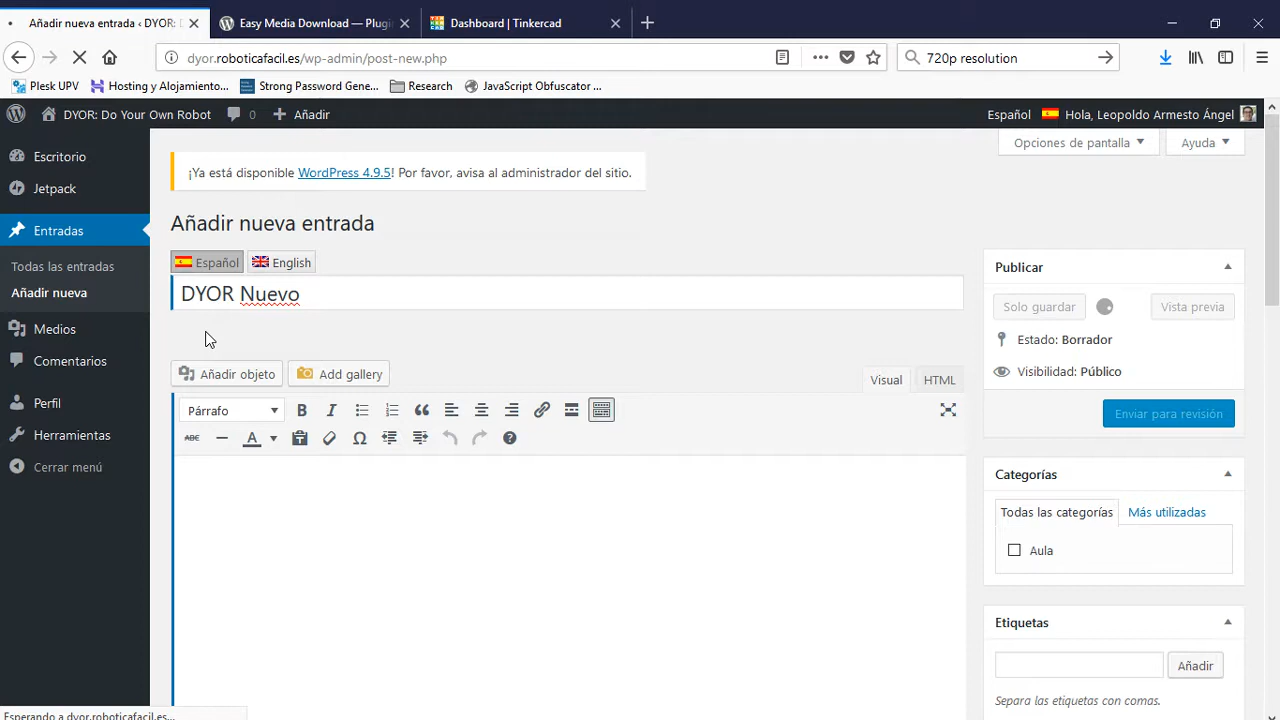 Añadir nueva entrada ‹ DYOR: D
Easy Media Download — Plugi
Dashboard | Tinkercad
dyor.roboticafacil.es/wp-admin/post-new.php
720p resolution
Plesk UPV
Hosting y Alojamiento...
Strong Password Gene...
Research
JavaScript Obfuscator ...
DYOR: Do Your Own Robot
0
Añadir
Español
Hola, Leopoldo Armesto Ángel
Escritorio
Jetpack
Entradas
Todas las entradas
Añadir nueva
Medios
Comentarios
Perfil
Herramientas
Cerrar menú
Opciones de pantalla
Ayuda
¡Ya está disponible WordPress 4.9.5! Por favor, avisa al administrador del sitio.
Añadir nueva entrada
Español
English
DYOR Nuevo
Añadir objeto
Add gallery
Visual
HTML
Párrafo
B
I
ABC
A
Publicar
Solo guardar
Vista previa
Estado: Borrador
Visibilidad: Público
Enviar para revisión
Categorías
Todas las categorías
Más utilizadas
Aula
Etiquetas
Añadir
Separa las etiquetas con comas.
Esperando a dyor.roboticafacil.es...